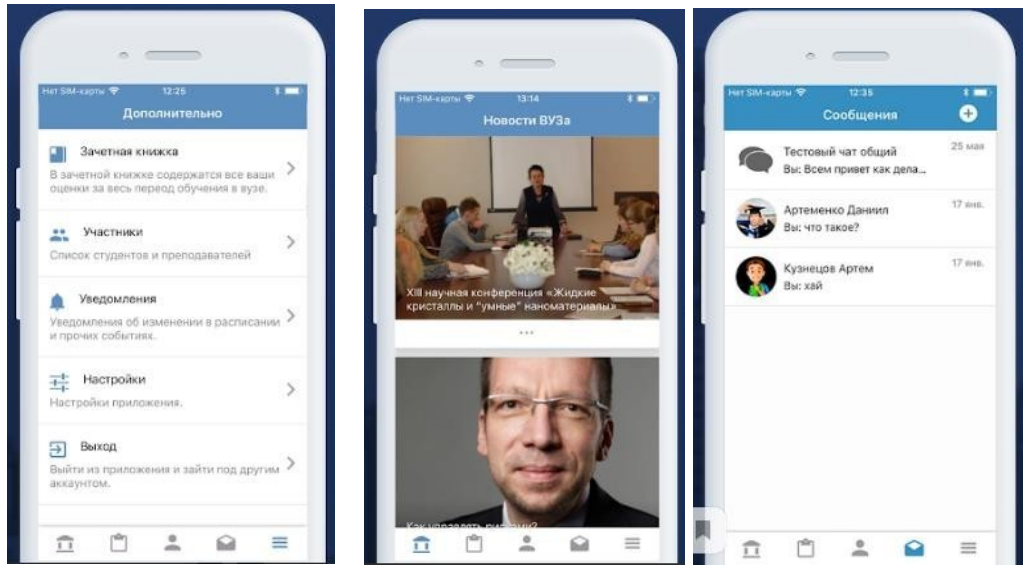 Нет SIM-карты 12:25
Дополнительно
Зачетная книжка
В зачетной книжке содержатся все ваши
оценки за весь переод обучения в вузе.
Участники
Список студентов и преподавателей
Уведомления
Уведомления об изменении в расписании
и прочих событиях.
Настройки
Настройки приложения.
Выход
Выйти из приложения и зайти под другим
аккаунтом.
Нет SIM-карты 13:14
Новости ВУЗа
XIII научная конференция «Жидкие
кристаллы и "умные" наноматериалы»
Как управлять рисками?
Нет SIM-карты 12:35
Сообщения
Тестовый чат общий 25 мая
Вы: Всем привет как дела...
Артеменко Даниил 17 янв.
Вы: что такое?
Кузнецов Артем 17 янв.
Вы: хай